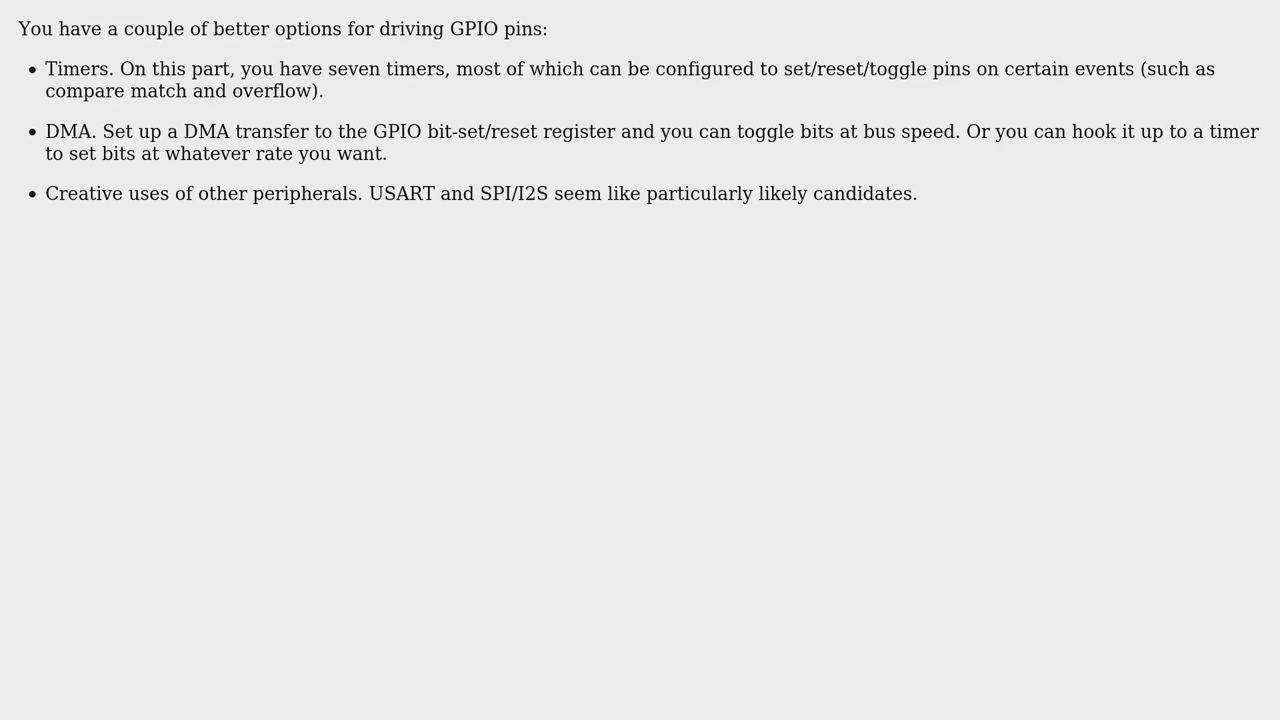 You have a couple of better options for driving GPIO pins:
• Timers. On this part, you have seven timers, most of which can be configured to set/reset/toggle pins on certain events (such as
compare match and overflow).
• DMA. Set up a DMA transfer to the GPIO bit-set/reset register and you can toggle bits at bus speed. Or you can hook it up to a timer
to set bits at whatever rate you want.
• Creative uses of other peripherals. USART and SPI/I2S seem like particularly likely candidates.